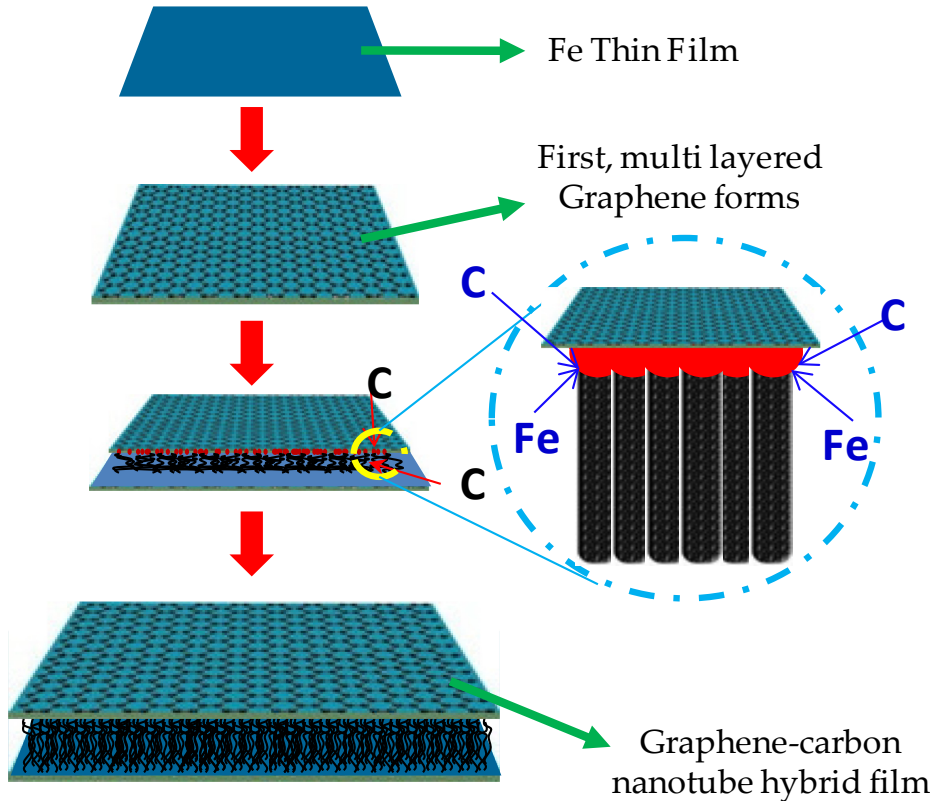 Fe Thin Film
First, multi layered
Graphene forms
C
C
Fe
Fe
C
C
Graphene-carbon
nanotube hybrid film